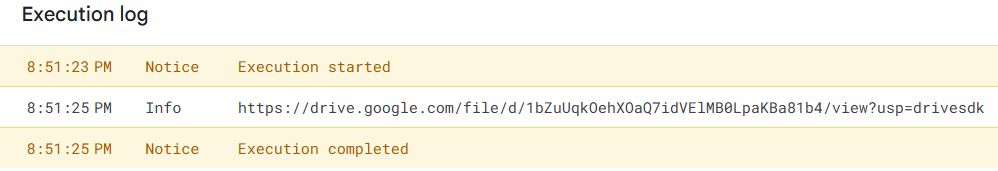 Execution log
8:51:23 PM Notice Execution started
8:51:25 PM Info https://drive.google.com/file/d/1bZuUqkOehXOaQ7idVElMB0LpaKBa81b4/view?usp=drivesdk
8:51:25 PM Notice Execution completed